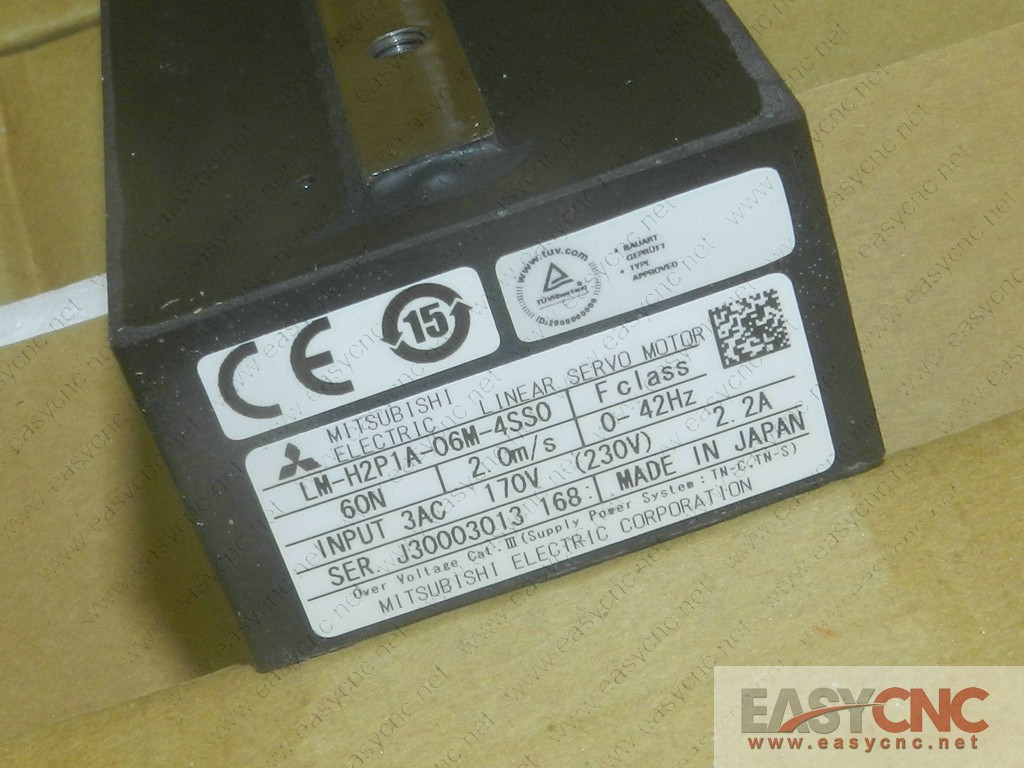 www.tuv.com
TÜVRheinland
• BAUART
GEPRÜFT
• TYPE
APPROVED
CE
15
MITSUBISHI
ELECTRIC
LINEAR SERVO MOTOR
LM-H2P1A-06M-4SS0
F class
60N
2.0m/s
0-42Hz
INPUT 3AC 170V (230V) 2.2A
SER. J30003013 168
MADE IN JAPAN
Over Voltage Cat. III (Supply Power System: TN-C, TN-S)
MITSUBISHI ELECTRIC CORPORATION
EASYCNC
www.easycnc.net